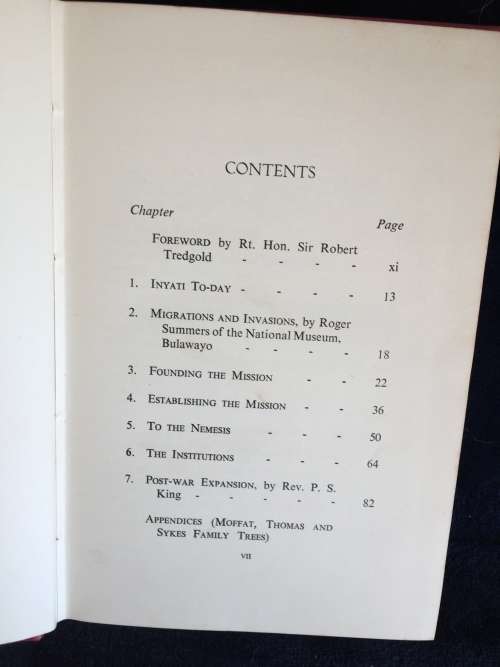 CONTENTS
Chapter Page
FOREWORD by Rt. Hon. Sir Robert
Tredgold - - - - xi
1. INYATI TO-DAY - - - - 13
2. MIGRATIONS AND INVASIONS, by Roger
Summers of the National Museum,
Bulawayo - - - - 18
3. FOUNDING THE MISSION - - 22
4. ESTABLISHING THE MISSION - - 36
5. TO THE NEMESIS - - - 50
6. THE INSTITUTIONS - - - 64
7. POST-WAR EXPANSION, by Rev. P. S.
King - - - - - 82
APPENDICES (MOFFAT, THOMAS AND
SYKES FAMILY TREES)
VII